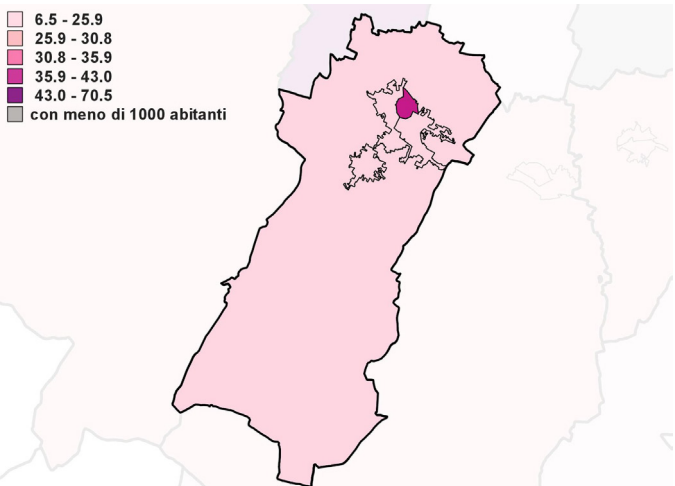 6.5 - 25.9
25.9 - 30.8
30.8 - 35.9
35.9 - 43.0
43.0 - 70.5
con meno di 1000 abitanti